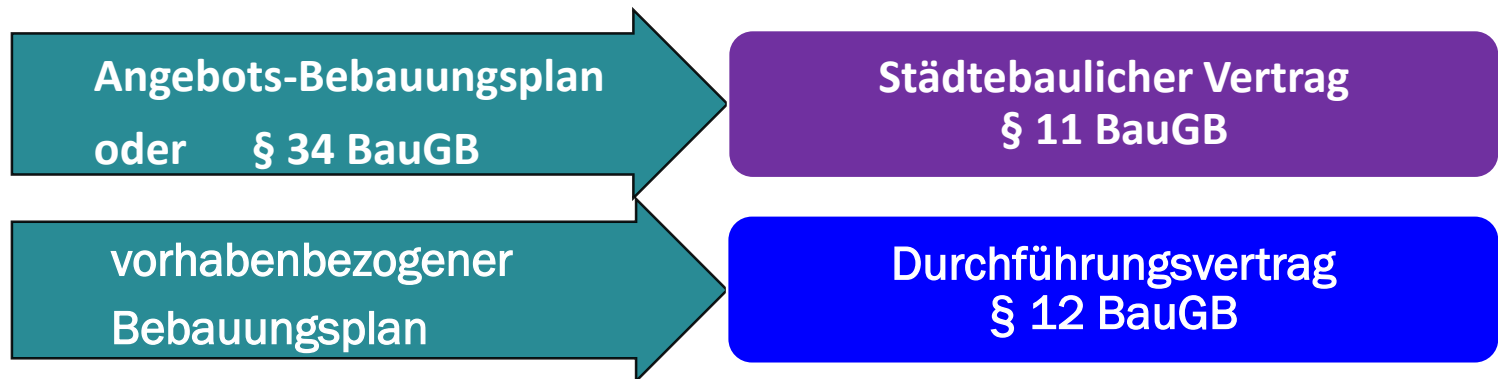 Angebots-Bebauungsplan
oder § 34 BauGB
Städtebaulicher Vertrag
§ 11 BauGB
vorhabenbezogener
Bebauungsplan
Durchführungsvertrag
§ 12 BauGB